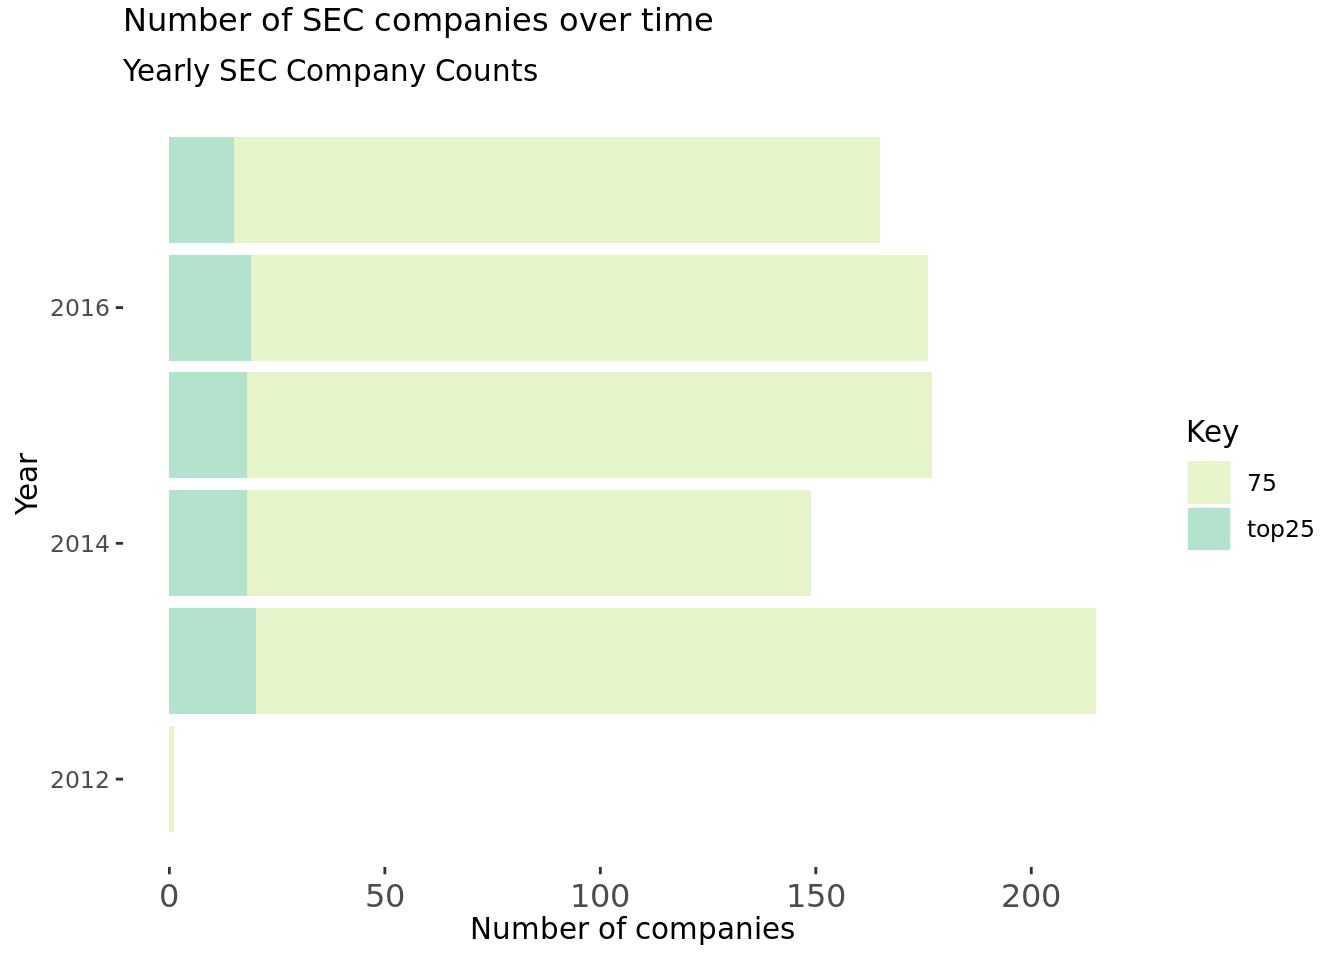 Number of SEC companies over time
Yearly SEC Company Counts
2016
2014
2012
Year
0 50 100 150 200
Number of companies
Key
75
top25